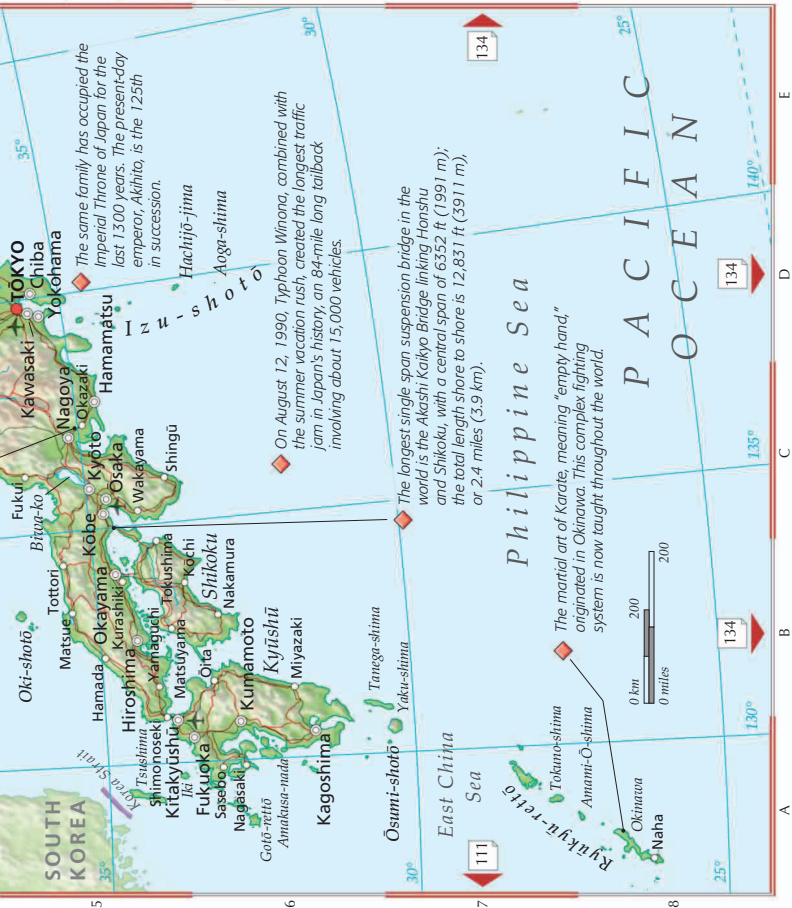 SOUTH
KOREA
Korea Strait
Oki-shotō
Tsushima
Iki
Matsue
Tottori
Fukui
Biwa-ko
Kawasaki
TOKYO
Chiba
Yokohama
Nagoya
Okazaki
Hamamatsu
Kyōto
Ōsaka
Kōbe
Wakayama
Shingū
Okayama
Kurashiki
Hamada
Hiroshima
Yamaguchi
Shimonoseki
Kitakyūshū
Fukuoka
Sasebo
Nagasaki
Gotō-rettō
Amakusa-nada
Matsuyama
Tokushima
Kōchi
Shikoku
Nakamura
Ōita
Kumamoto
Kyūshū
Miyazaki
Kagoshima
Izu-shotō
Hachijō-jima
Aoga-shima
The same family has occupied the
Imperial Throne of Japan for the
last 1300 years. The present-day
emperor, Akihito, is the 125th
in succession.
On August 12, 1990, Typhoon Winona, combined with
the summer vacation rush, created the longest traffic
jam in Japan's history, an 84-mile long tailback
involving about 15,000 vehicles.
The longest single span suspension bridge in the
world is the Akashi Kaikyo Bridge linking Honshu
and Shikoku, with a central span of 6352 ft (1991 m);
the total length shore to shore is 12,831 ft (3911 m),
or 2.4 miles (3.9 km).
Tanega-shima
Yaku-shima
Ōsumi-shotō
East China
Sea
Philippine Sea
The martial art of Karate, meaning "empty hand,"
originated in Okinawa. This complex fighting
system is now taught throughout the world.
Tokuno-shima
Amami-Ō-shima
Ryūkyū-rettō
Okinawa
Naha
PACIFIC
OCEAN
0 km 200
0 miles 200
35°
35°
30°
30°
25°
25°
130°
135°
140°
111
134
134
134
5
6
7
8
A
B
C
D
E